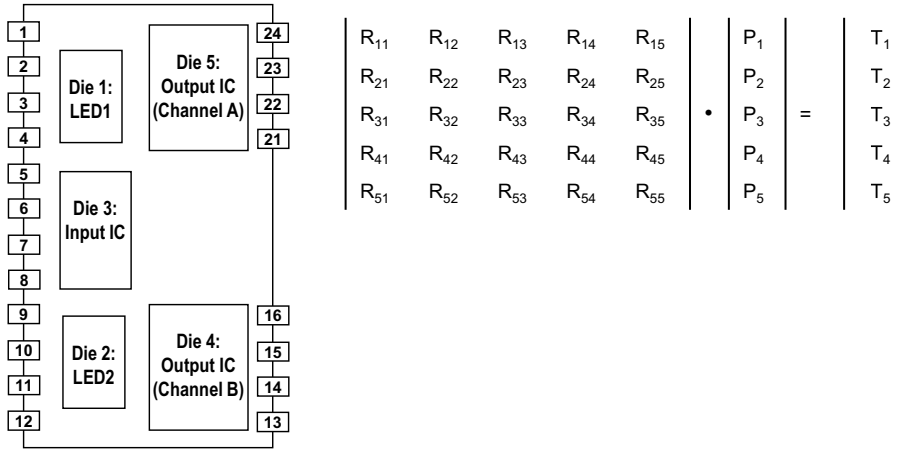 1
2
3
4
5
6
7
8
9
10
11
12
Die 1:
LED1
Die 3:
Input IC
Die 2:
LED2
Die 5:
Output IC
(Channel A)
Die 4:
Output IC
(Channel B)
24
23
22
21
16
15
14
13
R11 R12 R13 R14 R15 P1 T1
R21 R22 R23 R24 R25 P2 T2
R31 R32 R33 R34 R35 • P3 = T3
R41 R42 R43 R44 R45 P4 T4
R51 R52 R53 R54 R55 P5 T5